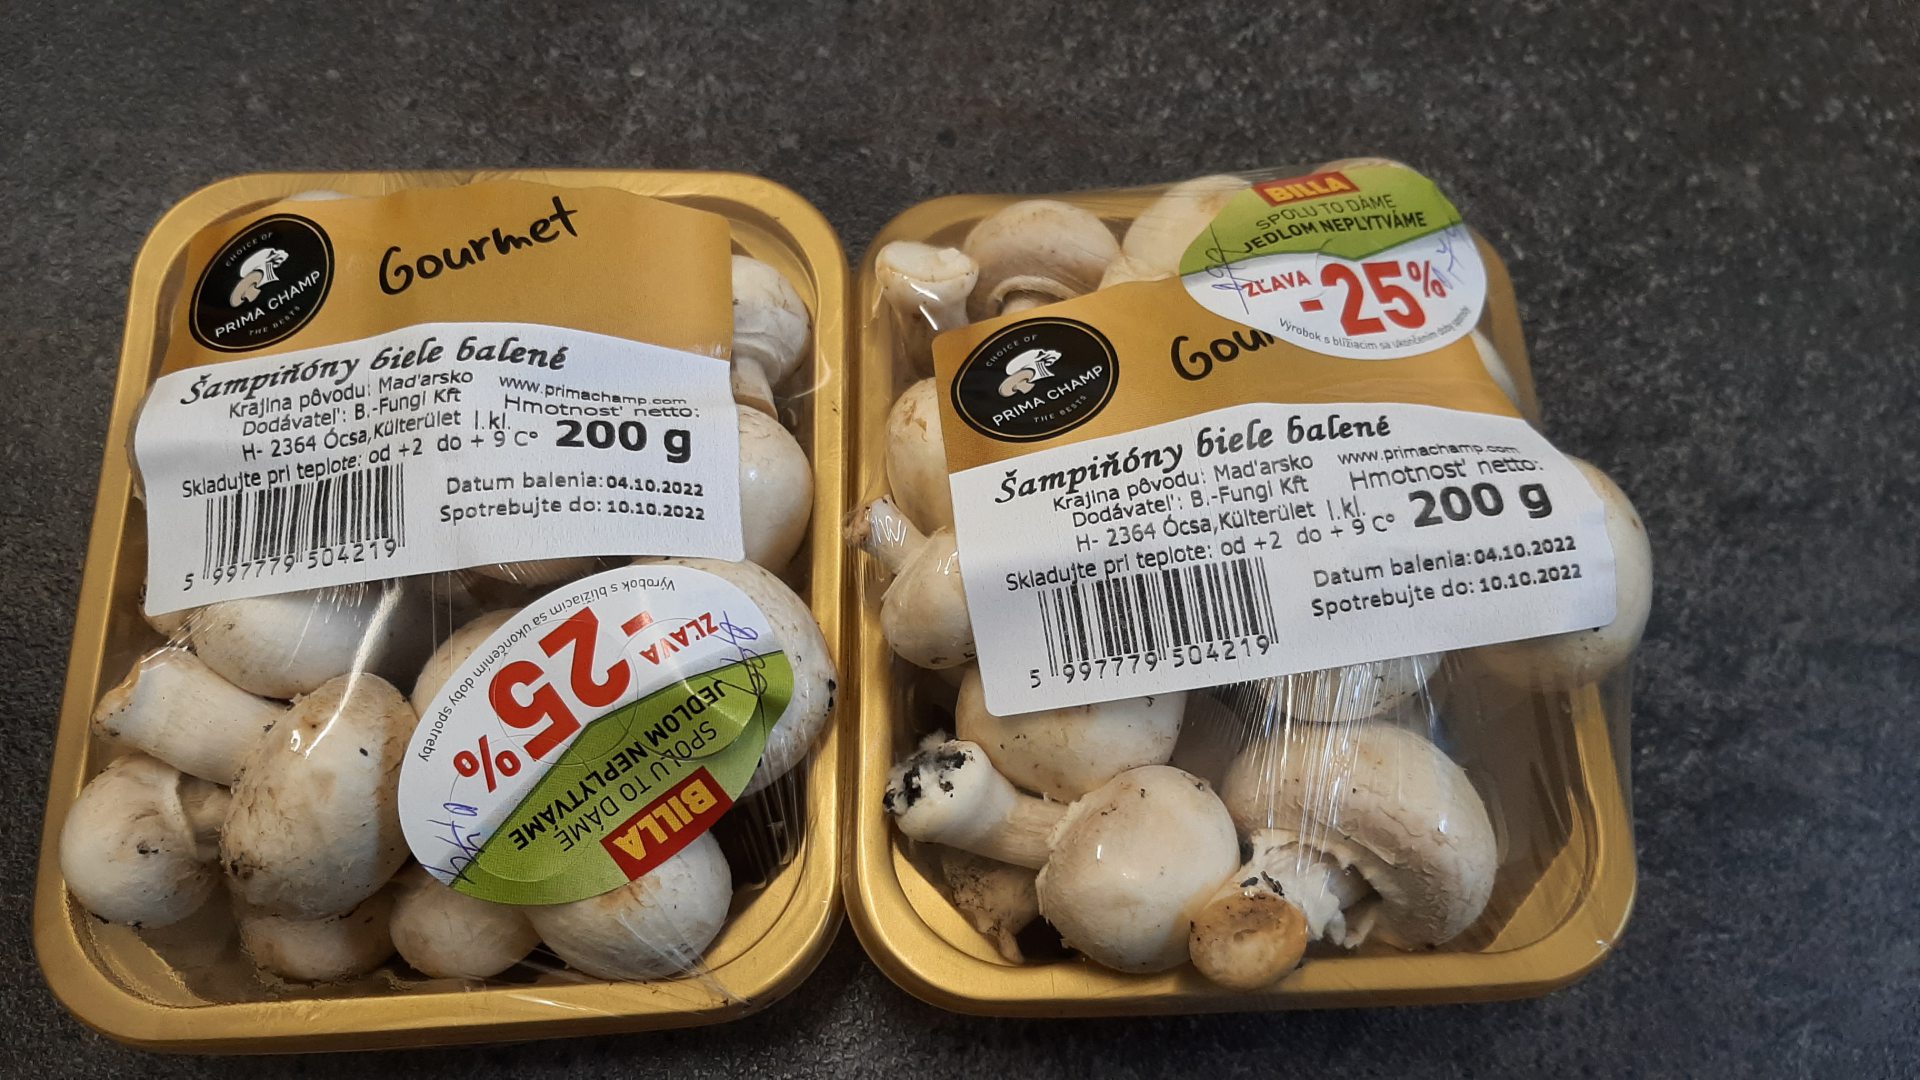 CHOICE OF
PRIMA CHAMP
THE BESTS
Gourmet
Šampiňóny biele balené
Krajina pôvodu: Maďarsko
Dodávateľ: B.-Fungi Kft
H- 2364 Ócsa,Külterület I.kl.
Skladujte pri teplote: od +2 do + 9 C°
www.primachamp.com
Hmotnosť netto:
200 g
Datum balenia:04.10.2022
Spotrebujte do: 10.10.2022
5 997779 504219
BILLA
SPOLU TO DÁME
JEDLOM NEPLYTVÁME
ZĽAVA
-25%
Výrobok s blížiacim sa ukončením doby spotreby
BILLA
SPOLU TO DÁME
JEDLOM NEPLYTVÁME
ZĽAVA
-25%
Výrobok s blížiacim sa ukončením doby
CHOICE OF
PRIMA CHAMP
THE BESTS
Gour
Šampiňóny biele balené
Krajina pôvodu: Maďarsko
Dodávateľ: B.-Fungi Kft
H- 2364 Ócsa,Külterület I.kl.
Skladujte pri teplote: od +2 do + 9 C°
www.primachamp.com
Hmotnosť netto:
200 g
Datum balenia:04.10.2022
Spotrebujte do: 10.10.2022
5 997779 504219